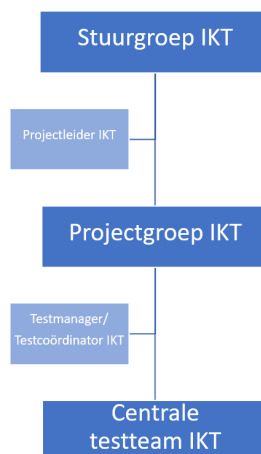 Stuurgroep IKT
Projectleider IKT
Projectgroep IKT
Testmanager/
Testcoördinator IKT
Centrale
testteam IKT